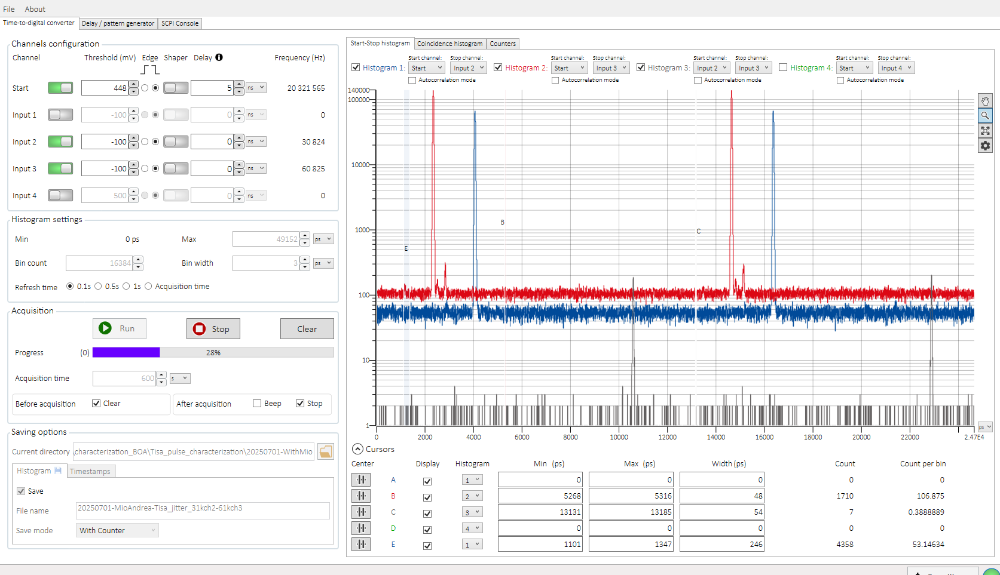 File About
Time-to-digital converter Delay / pattern generator SCPI Console
Channels configuration
Channel Threshold (mV) Edge Shaper Delay Frequency (Hz)
Start 448 5 ns 20 321 565
Input 1 -100 0 ns 0
Input 2 -100 0 ns 30 824
Input 3 -100 0 ns 60 825
Input 4 500 0 ns 0
Histogram settings
Min 0 ps Max 49152 ps
Bin count 16384 Bin width 3 ps
Refresh time 0.1s 0.5s 1s Acquisition time
Acquisition
Run Stop Clear
Progress (0) 28%
Acquisition time 600 s
Before acquisition Clear After acquisition Beep Stop
Saving options
Current directory \characterization_BOA\Tisa_pulse_characterization\20250701-WithMio
Histogram Timestamps
Save
File name 20250701-MioAndrea-Tisa_jitter_31kch2-61kch3
Save mode With Counter
Start-Stop histogram Coincidence histogram Counters
Start channel: Stop channel: Start channel: Stop channel: Start channel: Stop channel: Start channel: Stop channel:
Histogram 1: Start Input 2 Histogram 2: Start Input 3 Histogram 3: Input 2 Input 3 Histogram 4: Start Input 4
Autocorrelation mode Autocorrelation mode Autocorrelation mode Autocorrelation mode
140000
100000
10000
B
1000 C
E
100
10
1
ps
0 2000 4000 6000 8000 10000 12000 14000 16000 18000 20000 22000 2.47E4
Cursors
Center Display Histogram Min (ps) Max (ps) Width (ps) Count Count per bin
A 1 0 0 0 0 0
B 2 5268 5316 48 1710 106.875
C 3 13131 13185 54 7 0.3888889
D 4 0 0 0 0 0
E 1 1101 1347 246 4358 53.14634